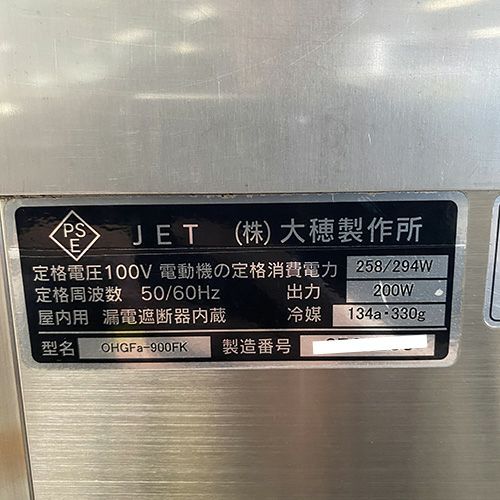 PS
E
JET (株)大穂製作所
定格電圧100V 電動機の定格消費電力 258/294W
定格周波数 50/60Hz 出力 200W
屋内用 漏電遮断器内蔵 冷媒 134a・330g
型名 OHGFa-900FK 製造番号